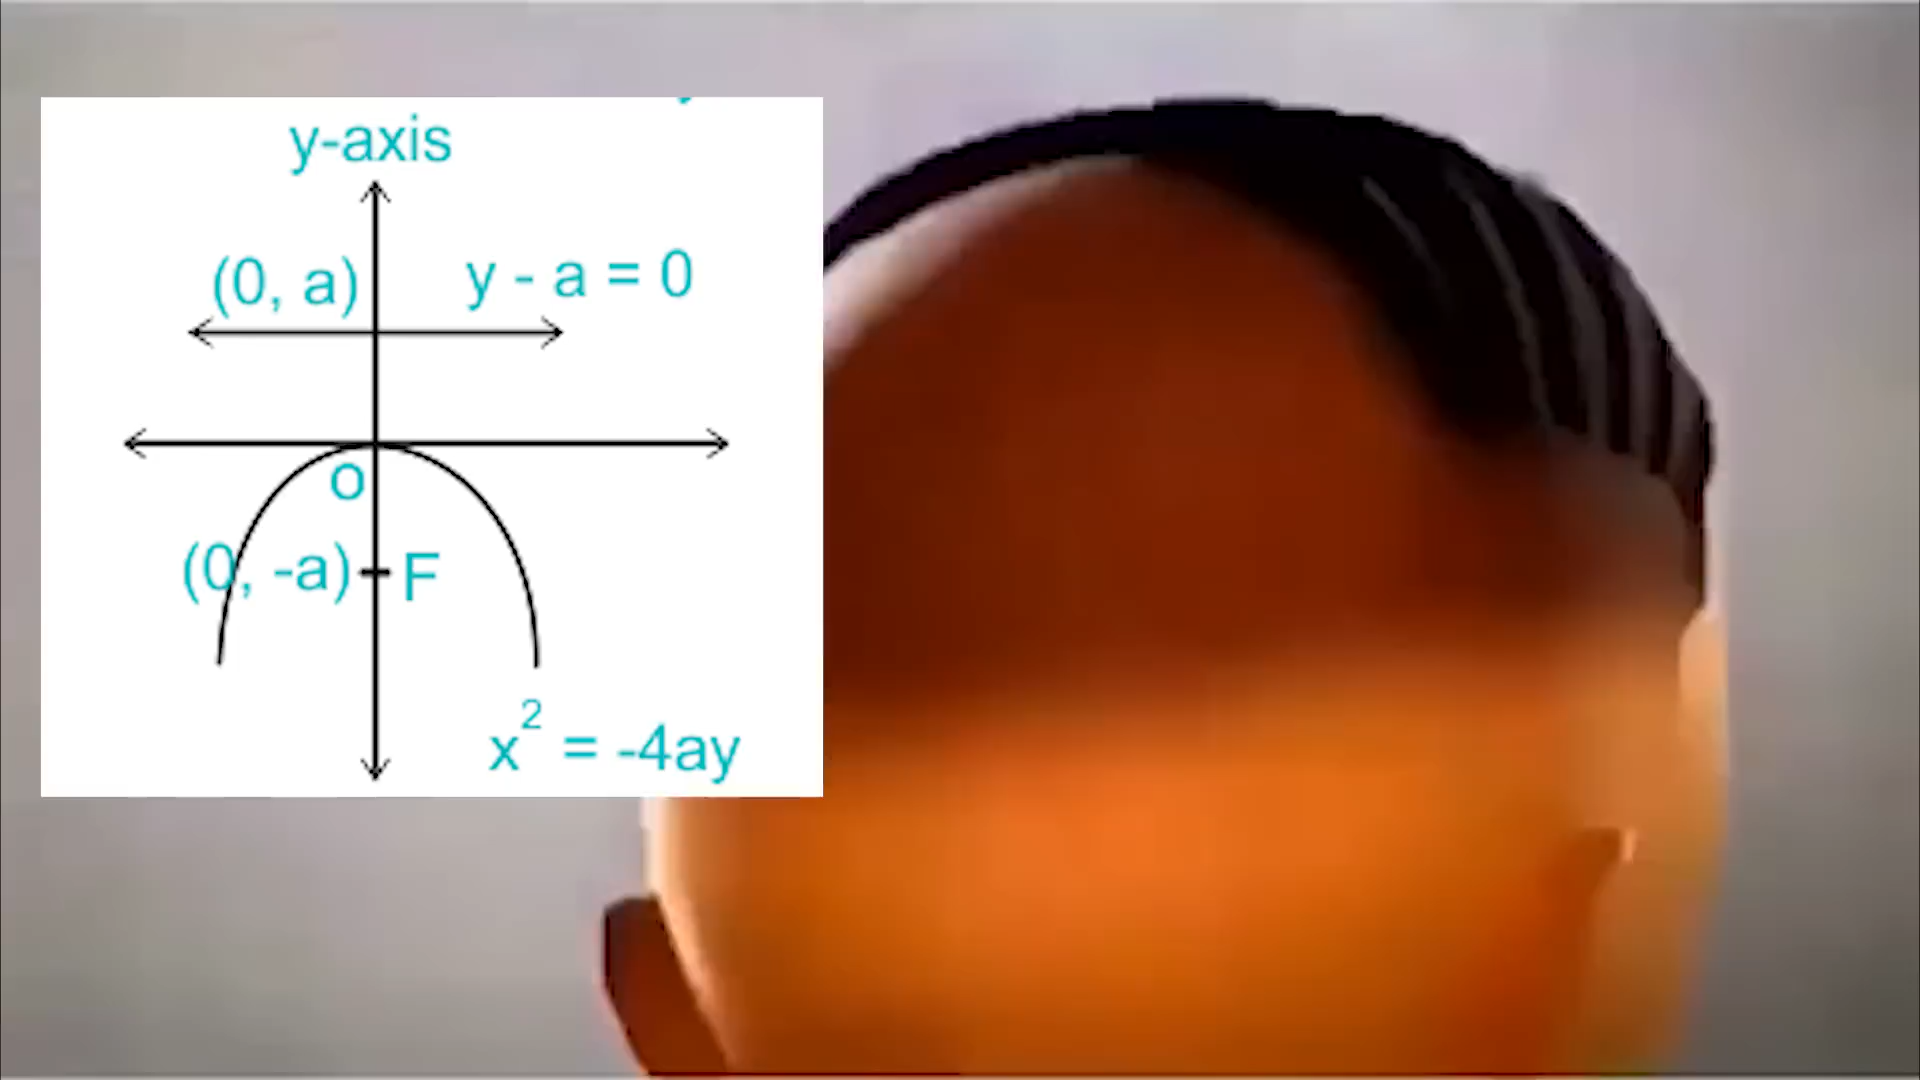 y-axis
(0, a)
y - a = 0
O
(0, -a)
F
x² = -4ay